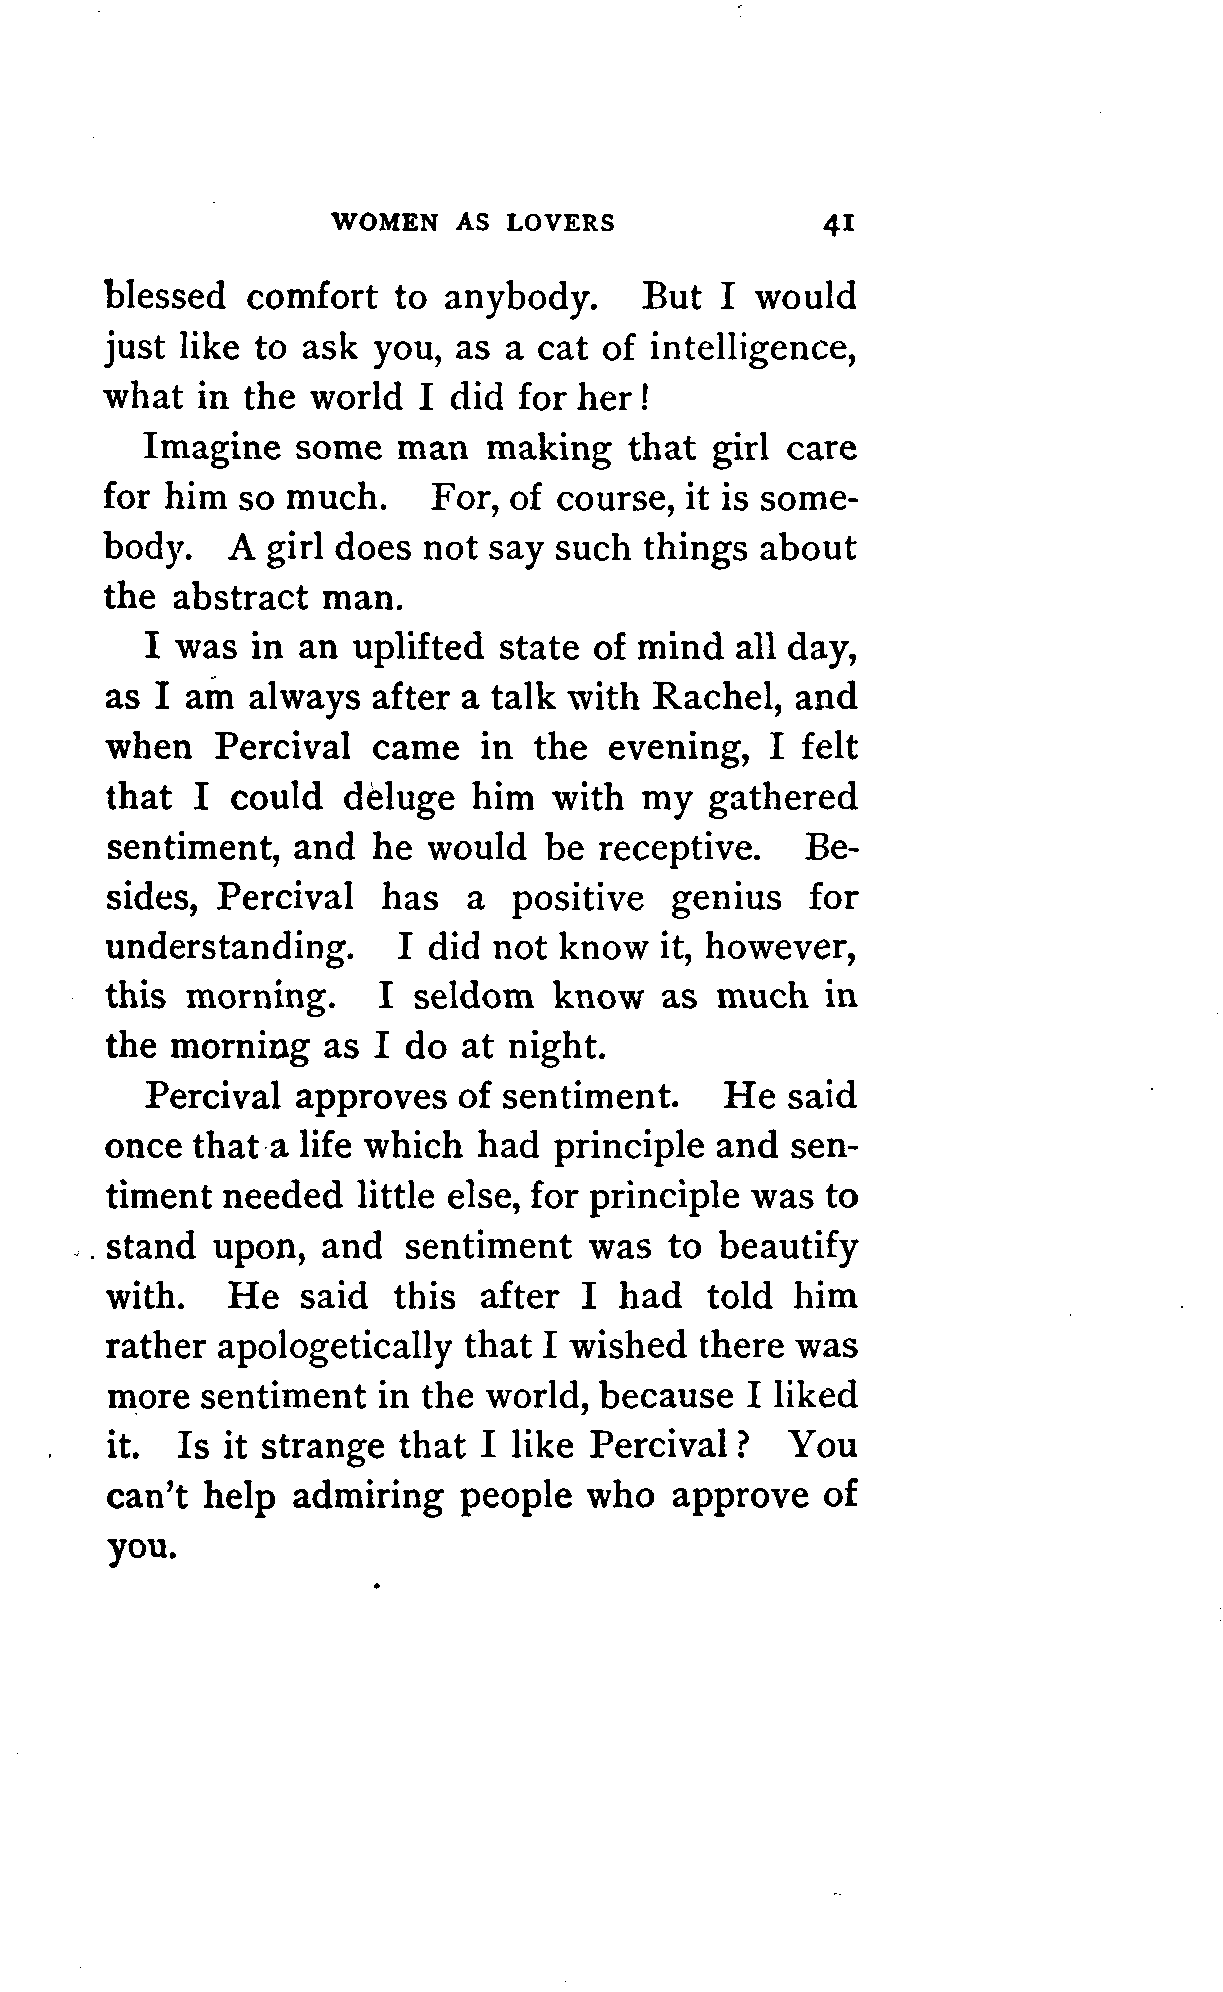 WOMEN AS LOVERS 41
blessed comfort to anybody. But I would
just like to ask you, as a cat of intelligence,
what in the world I did for her!
Imagine some man making that girl care
for him so much. For, of course, it is some-
body. A girl does not say such things about
the abstract man.
I was in an uplifted state of mind all day,
as I am always after a talk with Rachel, and
when Percival came in the evening, I felt
that I could deluge him with my gathered
sentiment, and he would be receptive. Be-
sides, Percival has a positive genius for
understanding. I did not know it, however,
this morning. I seldom know as much in
the morning as I do at night.
Percival approves of sentiment. He said
once that a life which had principle and sen-
timent needed little else, for principle was to
stand upon, and sentiment was to beautify
with. He said this after I had told him
rather apologetically that I wished there was
more sentiment in the world, because I liked
it. Is it strange that I like Percival? You
can't help admiring people who approve of
you.